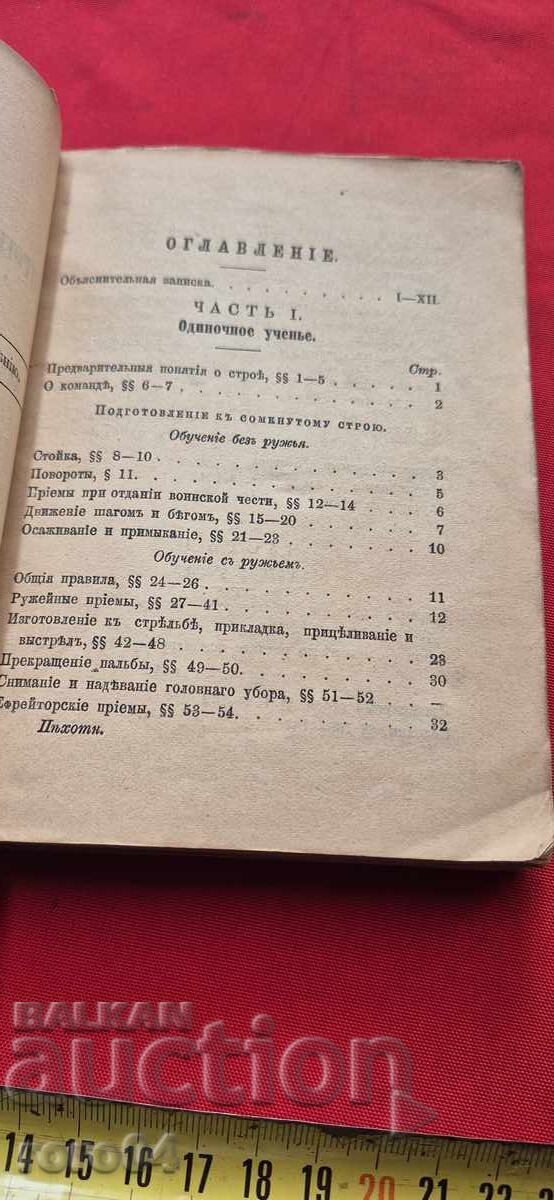 ОГЛАВЛЕНІЕ.
Объяснительная записка. . . . . . . . . . I—XII.
ЧАСТЬ I.
Одиночное ученье.
Стр.
Предварительныя понятія о строѣ, §§ 1—5 . . . . . 1
О командѣ, §§ 6—7 . . . . . . . . . . 2
Подготовленіе къ сомкнутому строю.
Обученіе безъ ружья.
Стойка, §§ 8—10 . . . . . . . . . . . 3
Повороты, § 11. . . . . . . . . . . . 5
Пріемы при отданіи воинской чести, §§ 12—14 . . . . 6
Движеніе шагомъ и бѣгомъ, §§ 15—20 . . . . . . 7
Осаживаніе и примыканіе, §§ 21—23 . . . . . . 10
Обученіе съ ружьемъ.
Общія правила, §§ 24—26 . . . . . . . . . 11
Ружейные пріемы, §§ 27—41 . . . . . . . . 12
Изготовленіе къ стрѣльбѣ, прикладка, прицѣливаніе и
выстрѣлъ, §§ 42—48 . . . . . . . . . 23
Прекращеніе пальбы, §§ 49—50. . . . . . . . 30
Сниманіе и надѣваніе головнаго убора, §§ 51—52 . . . —
Ефрейторскіе пріемы, §§ 53—54. . . . . . . . 32
Пѣхотн.
BALKAN
auction
toto64
14 15 16 17 18 19 20 21 22 23